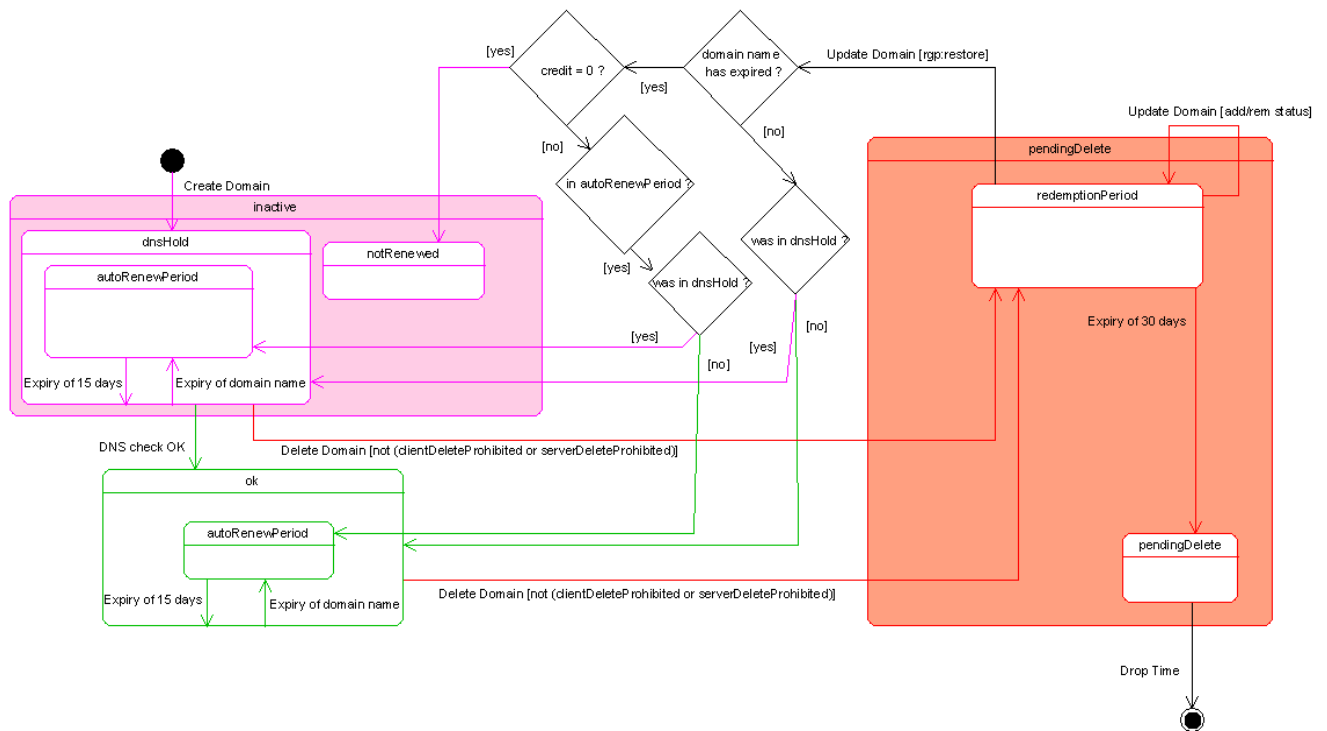 [yes]
credit = 0 ?
domain name
has expired ?
Update Domain [rgp:restore]
[yes]
Update Domain [add/rem status]
[no]
[no]
pendingDelete
Create Domain
in autoRenewPeriod ?
redemptionPeriod
inactive
dnsHold
notRenewed
was in dnsHold ?
autoRenewPeriod
[yes]
was in dnsHold ?
Expiry of 30 days
[no]
[yes]
[yes]
[no]
Expiry of 15 days
Expiry of domain name
DNS check OK
Delete Domain [not (clientDeleteProhibited or serverDeleteProhibited)]
ok
autoRenewPeriod
pendingDelete
Expiry of 15 days
Expiry of domain name
Delete Domain [not (clientDeleteProhibited or serverDeleteProhibited)]
Drop Time